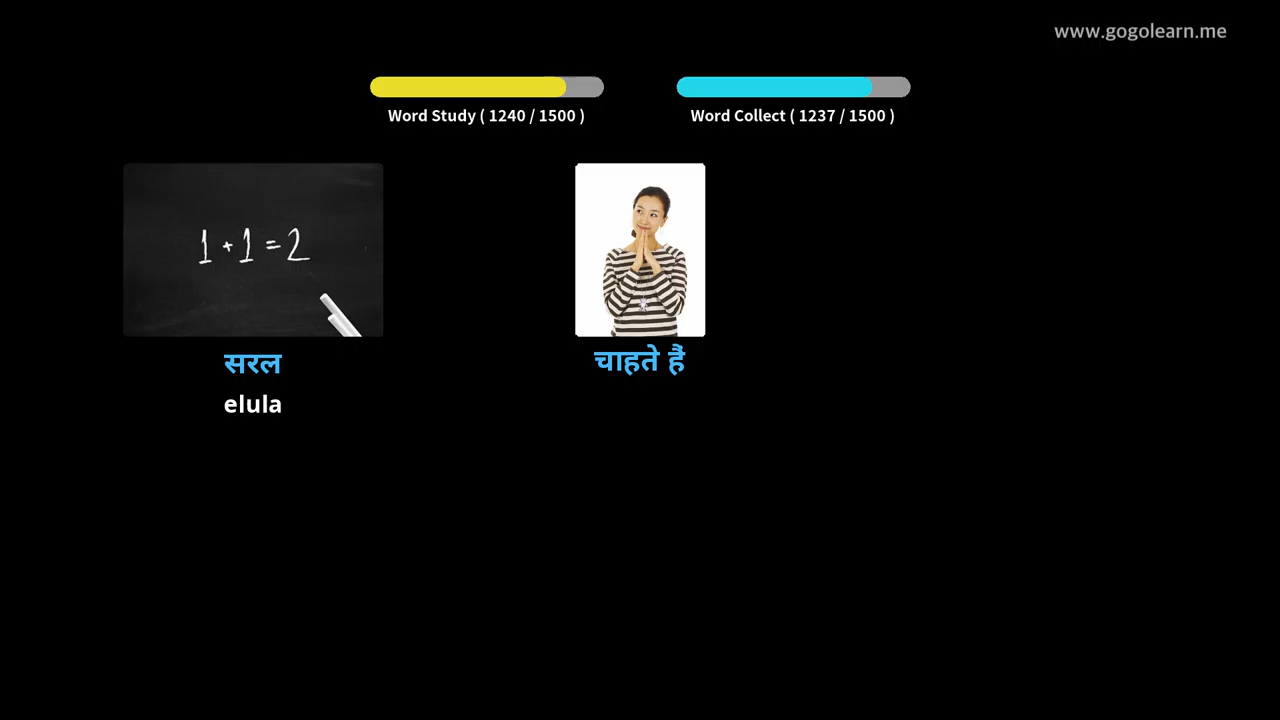 www.gogolearn.me
Word Study ( 1240 / 1500 )
Word Collect ( 1237 / 1500 )
1 + 1 = 2
सरल
elula
चाहते हैं